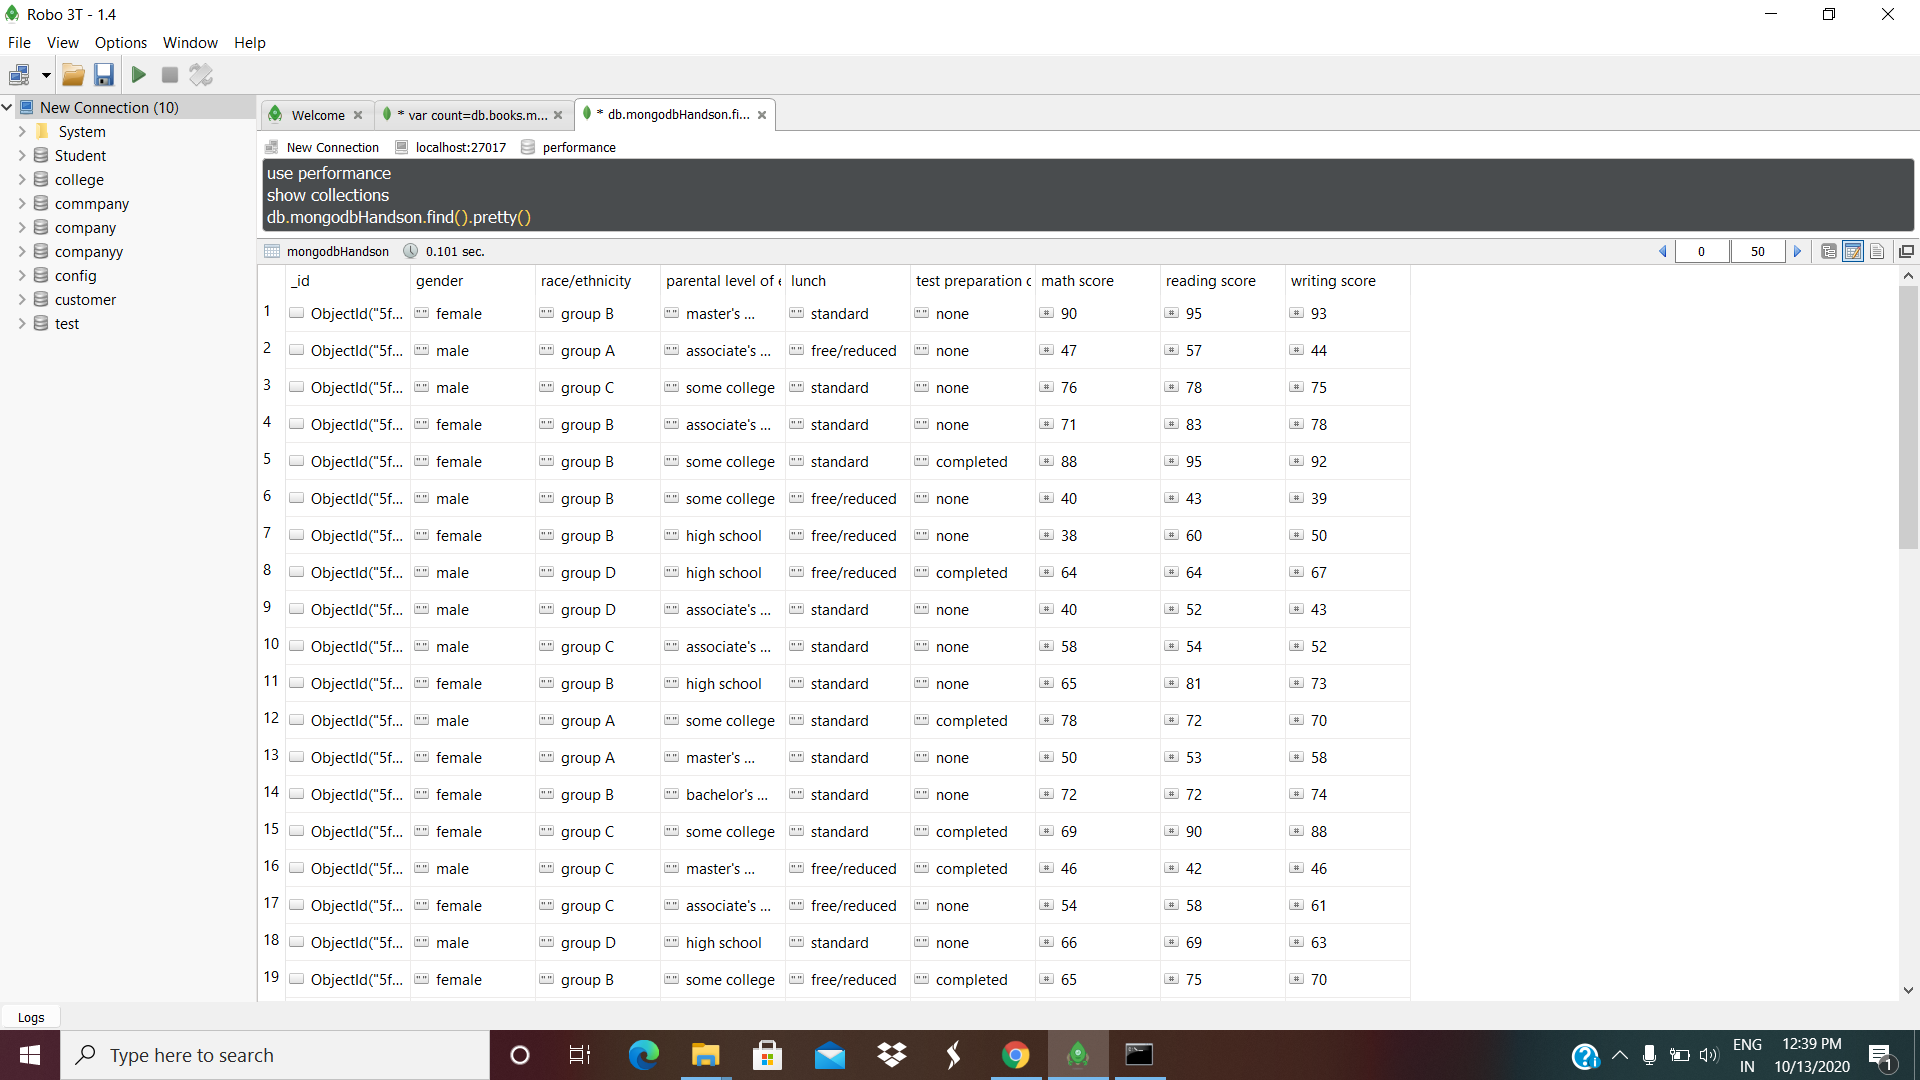 Robo 3T - 1.4
File View Options Window Help
New Connection (10)
System
Student
college
commpany
company
companyy
config
customer
test
Welcome * var count=db.books.m... * db.mongodbHandson.fi...
New Connection localhost:27017 performance
use performance
show collections
db.mongodbHandson.find().pretty()
mongodbHandson 0.101 sec. 0 50
_id gender race/ethnicity parental level of e lunch test preparation c math score reading score writing score
1 ObjectId("5f... female group B master's ... standard none 90 95 93
2 ObjectId("5f... male group A associate's ... free/reduced none 47 57 44
3 ObjectId("5f... male group C some college standard none 76 78 75
4 ObjectId("5f... female group B associate's ... standard none 71 83 78
5 ObjectId("5f... female group B some college standard completed 88 95 92
6 ObjectId("5f... male group B some college free/reduced none 40 43 39
7 ObjectId("5f... female group B high school free/reduced none 38 60 50
8 ObjectId("5f... male group D high school free/reduced completed 64 64 67
9 ObjectId("5f... male group D associate's ... standard none 40 52 43
10 ObjectId("5f... male group C associate's ... standard none 58 54 52
11 ObjectId("5f... female group B high school standard none 65 81 73
12 ObjectId("5f... male group A some college standard completed 78 72 70
13 ObjectId("5f... female group A master's ... standard none 50 53 58
14 ObjectId("5f... female group B bachelor's ... standard none 72 72 74
15 ObjectId("5f... female group C some college standard completed 69 90 88
16 ObjectId("5f... male group C master's ... free/reduced completed 46 42 46
17 ObjectId("5f... female group C associate's ... free/reduced none 54 58 61
18 ObjectId("5f... male group D high school standard none 66 69 63
19 ObjectId("5f... female group B some college free/reduced completed 65 75 70
Logs
Type here to search
ENG
IN
12:39 PM
10/13/2020
1